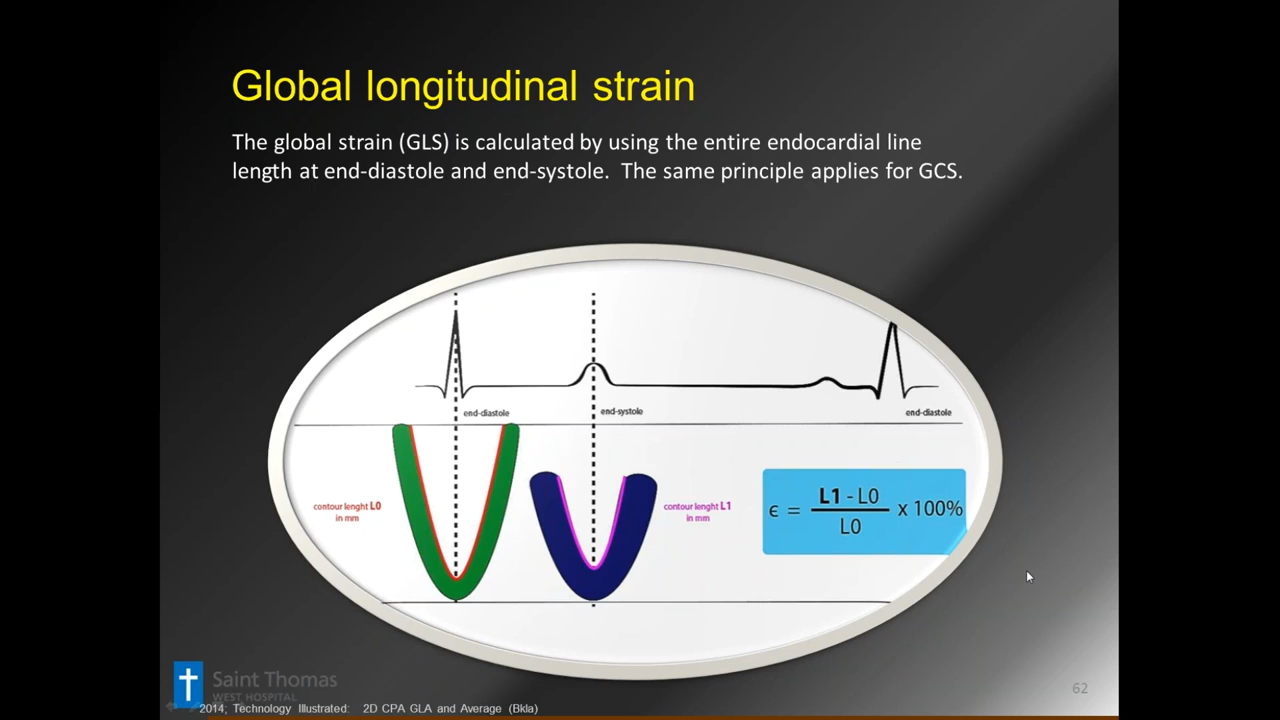 Global longitudinal strain
The global strain (GLS) is calculated by using the entire endocardial line
length at end-diastole and end-systole.  The same principle applies for GCS.
end-diastole
end-systole
end-diastole
contour lenght L0
in mm
contour lenght L1
in mm
ϵ = L1 - L0 / L0 x 100%
Saint Thomas
WEST HOSPITAL
62
2014; Technology Illustrated:   2D CPA GLA and Average (Bkla)